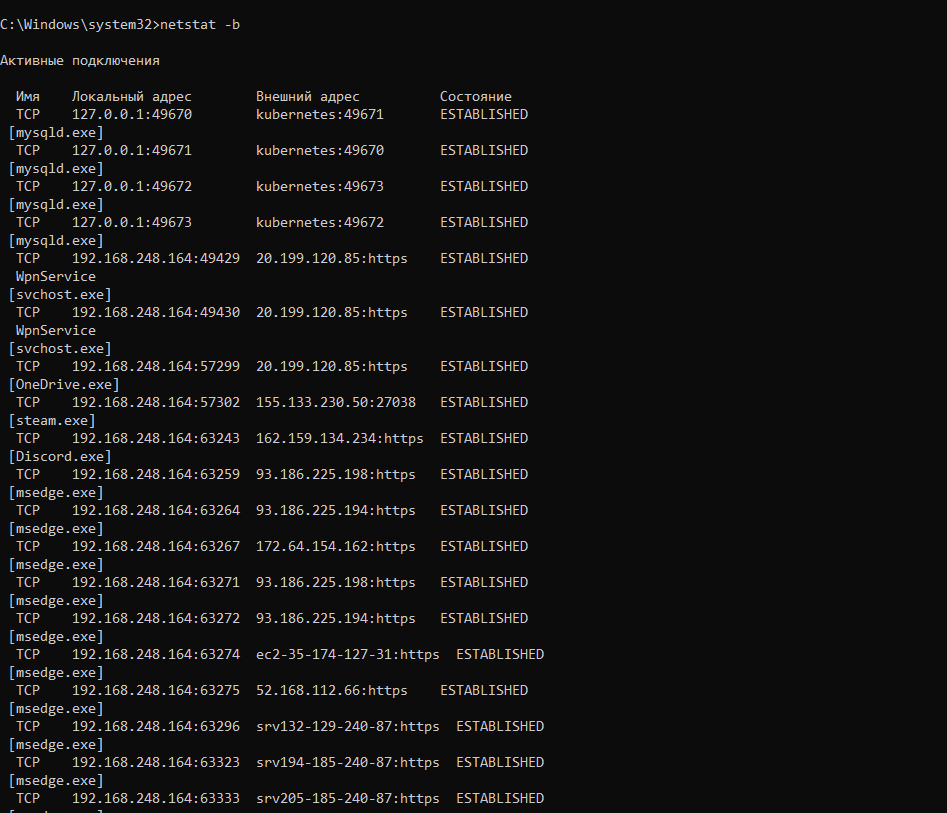 C:\Windows\system32>netstat -b
Активные подключения
Имя Локальный адрес Внешний адрес Состояние
TCP 127.0.0.1:49670 kubernetes:49671 ESTABLISHED
[mysqld.exe]
TCP 127.0.0.1:49671 kubernetes:49670 ESTABLISHED
[mysqld.exe]
TCP 127.0.0.1:49672 kubernetes:49673 ESTABLISHED
[mysqld.exe]
TCP 127.0.0.1:49673 kubernetes:49672 ESTABLISHED
[mysqld.exe]
TCP 192.168.248.164:49429 20.199.120.85:https ESTABLISHED
WpnService
[svchost.exe]
TCP 192.168.248.164:49430 20.199.120.85:https ESTABLISHED
WpnService
[svchost.exe]
TCP 192.168.248.164:57299 20.199.120.85:https ESTABLISHED
[OneDrive.exe]
TCP 192.168.248.164:57302 155.133.230.50:27038 ESTABLISHED
[steam.exe]
TCP 192.168.248.164:63243 162.159.134.234:https ESTABLISHED
[Discord.exe]
TCP 192.168.248.164:63259 93.186.225.198:https ESTABLISHED
[msedge.exe]
TCP 192.168.248.164:63264 93.186.225.194:https ESTABLISHED
[msedge.exe]
TCP 192.168.248.164:63267 172.64.154.162:https ESTABLISHED
[msedge.exe]
TCP 192.168.248.164:63271 93.186.225.198:https ESTABLISHED
[msedge.exe]
TCP 192.168.248.164:63272 93.186.225.194:https ESTABLISHED
[msedge.exe]
TCP 192.168.248.164:63274 ec2-35-174-127-31:https ESTABLISHED
[msedge.exe]
TCP 192.168.248.164:63275 52.168.112.66:https ESTABLISHED
[msedge.exe]
TCP 192.168.248.164:63296 srv132-129-240-87:https ESTABLISHED
[msedge.exe]
TCP 192.168.248.164:63323 srv194-185-240-87:https ESTABLISHED
[msedge.exe]
TCP 192.168.248.164:63333 srv205-185-240-87:https ESTABLISHED